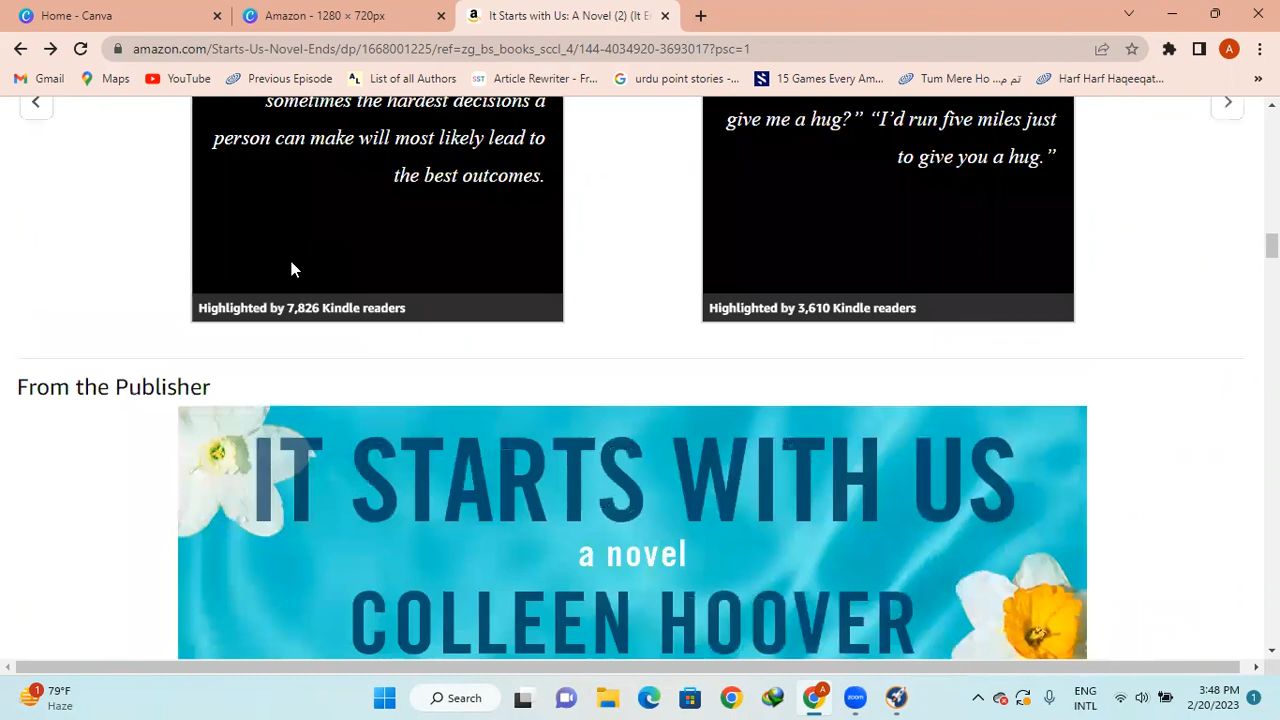 Home - Canva
Amazon - 1280 × 720px
It Starts with Us: A Novel (2) (It E
amazon.com/Starts-Us-Novel-Ends/dp/1668001225/ref=zg_bs_books_sccl_4/144-4034920-3693017?psc=1
A
Gmail
Maps
YouTube
Previous Episode
List of all Authors
Article Rewriter - Fr...
urdu point stories -...
15 Games Every Am...
Tum Mere Ho ... تم م
Harf Harf Haqeeqat...
sometimes the hardest decisions a
person can make will most likely lead to
the best outcomes.
Highlighted by 7,826 Kindle readers
give me a hug?” “I’d run five miles just
to give you a hug.”
Highlighted by 3,610 Kindle readers
From the Publisher
IT STARTS WITH US
a novel
COLLEEN HOOVER
1
79°F
Haze
Search
zoom
ENG
INTL
3:48 PM
2/20/2023
1